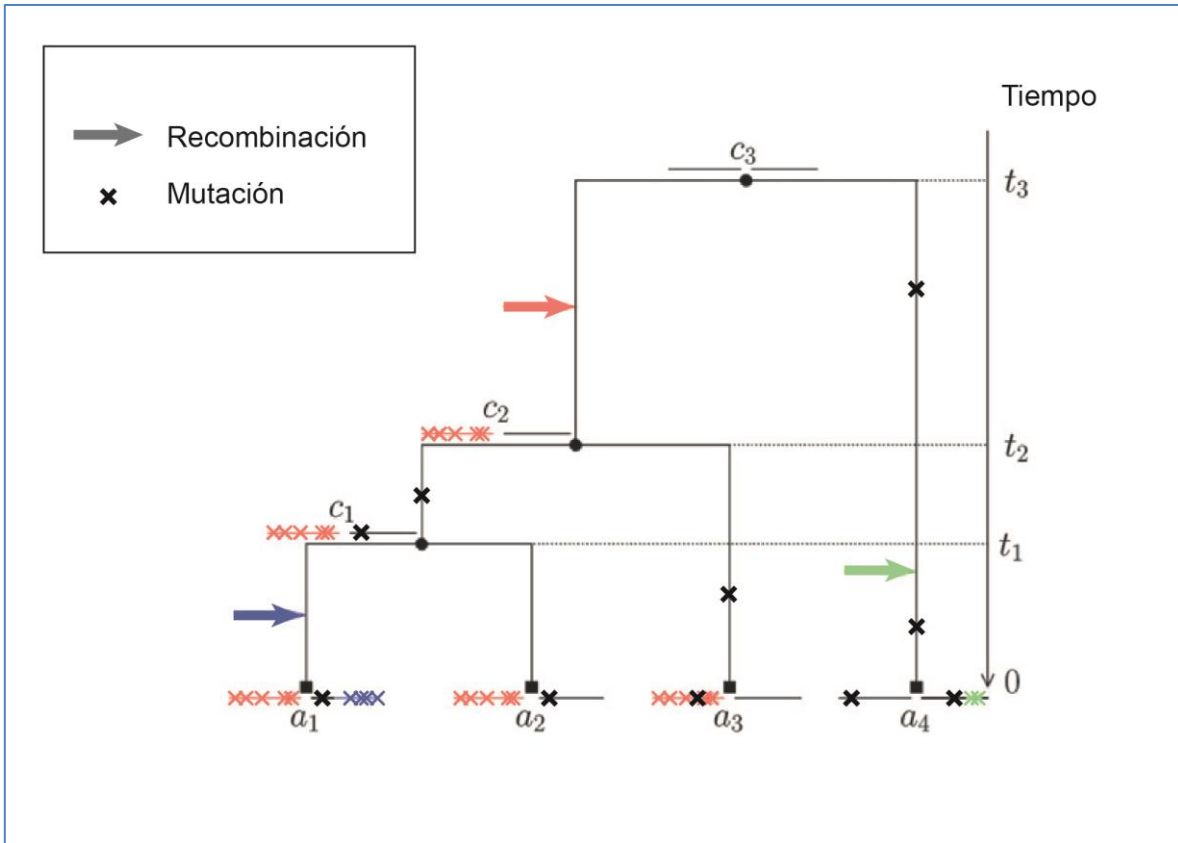 Recombinación
Mutación
Tiempo
c₃
t₃
c₂
t₂
c₁
t₁
0
a₁
a₂
a₃
a₄